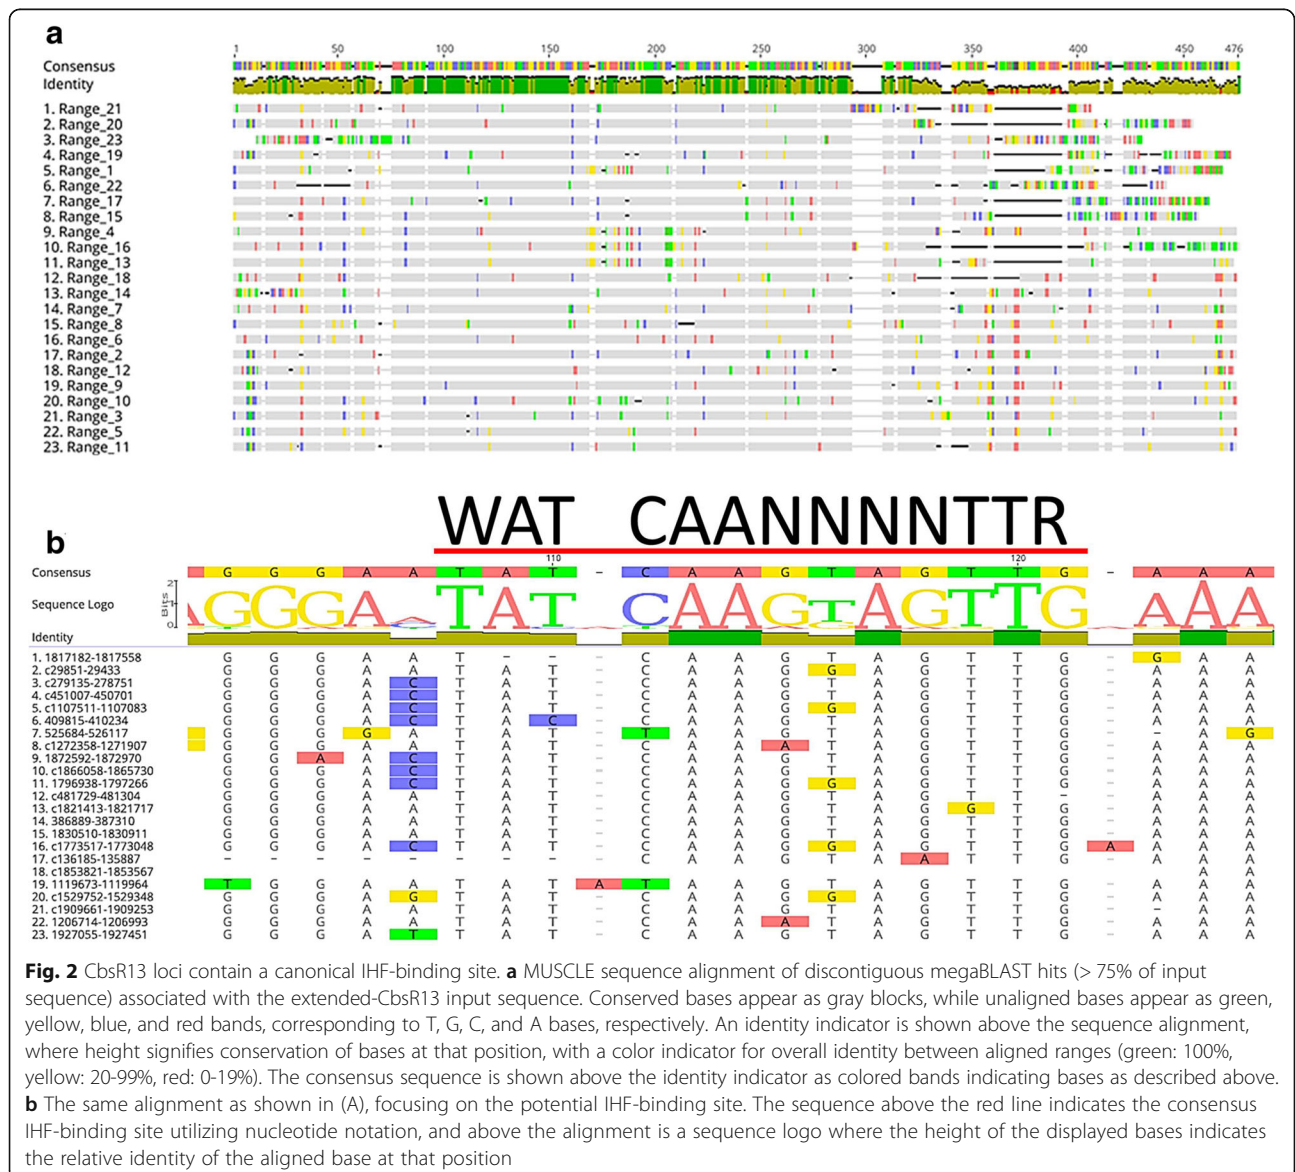 a
1 50 100 150 200 250 300 350 400 450 476
Consensus
Identity
1. Range_21
2. Range_20
3. Range_23
4. Range_19
5. Range_1
6. Range_22
7. Range_17
8. Range_15
9. Range_4
10. Range_16
11. Range_13
12. Range_18
13. Range_14
14. Range_7
15. Range_8
16. Range_6
17. Range_2
18. Range_12
19. Range_9
20. Range_10
21. Range_3
22. Range_5
23. Range_11
b
WAT CAANNNNTTR
110 120
Consensus G G G A A T A T - C A A G T A G T T G - A A A
Sequence Logo Bits 2 1 0 A G G G A T A T C A A G T A G T T G A A A
Identity
1. 1817182-1817558 G G G A A T - - - C A A G T A G T T G - G A A
2. c29851-29433 G G G A A T A T - C A A G G A G T T G - A A A
3. c279135-278751 G G G A C T A T - C A A G T A G T T G - A A A
4. c451007-450701 G G G A C T A T - C A A G T A G T T G - A A A
5. c1107511-1107083 G G G A C T A T - C A A G G A G T T G - A A A
6. 409815-410234 G G G A C T A C - C A A G T A G T T G - A A A
7. 525684-526117 G G G G A T A T - T A A G T A G T T G - - A G
8. c1272358-1271907 G G G A A T A T - C A A A T A G T T G - A A A
9. 1872592-1872970 G G A A C T A T - C A A G T A G T T G - A A A
10. c1866058-1865730 G G G A C T A T - C A A G T A G T T G - A A A
11. 1796938-1797266 G G G A C T A T - C A A G G A G T T G - A A A
12. c481729-481304 G G G A A T A T - C A A G T A G T T - - A A A
13. c1821413-1821717 G G G A A T A T - C A A G T A G G T G - A A A
14. 386889-387310 G G G A A T A T - C A A G T A G T T G - A A A
15. 1830510-1830911 G G G A A T A T - C A A G T A G T T G - A A A
16. c1773517-1773048 G G G A C T A T - C A A G G A G T T G A A A A
17. c136185-135887 - - - - - - - - - C A A G T A A T T G - A A A
18. c1853821-1853567 A A
19. 1119673-1119964 T G G A A T A T A T A A G T A G T T G - A A A
20. c1529752-1529348 G G G A G T A T - C A A G G A G T T G - A A A
21. c1909661-1909253 G G G A A T A T - C A A G T A G T T G - - A A
22. 1206714-1206993 G G G A A T A T - C A A A T A G T T G - A A A
23. 1927055-1927451 G G G A T T A T - C A A G T A G T T G - A A A
Fig. 2 CbsR13 loci contain a canonical IHF-binding site. a MUSCLE sequence alignment of discontiguous megaBLAST hits (> 75% of input
sequence) associated with the extended-CbsR13 input sequence. Conserved bases appear as gray blocks, while unaligned bases appear as green,
yellow, blue, and red bands, corresponding to T, G, C, and A bases, respectively. An identity indicator is shown above the sequence alignment,
where height signifies conservation of bases at that position, with a color indicator for overall identity between aligned ranges (green: 100%,
yellow: 20-99%, red: 0-19%). The consensus sequence is shown above the identity indicator as colored bands indicating bases as described above.
b The same alignment as shown in (A), focusing on the potential IHF-binding site. The sequence above the red line indicates the consensus
IHF-binding site utilizing nucleotide notation, and above the alignment is a sequence logo where the height of the displayed bases indicates
the relative identity of the aligned base at that position